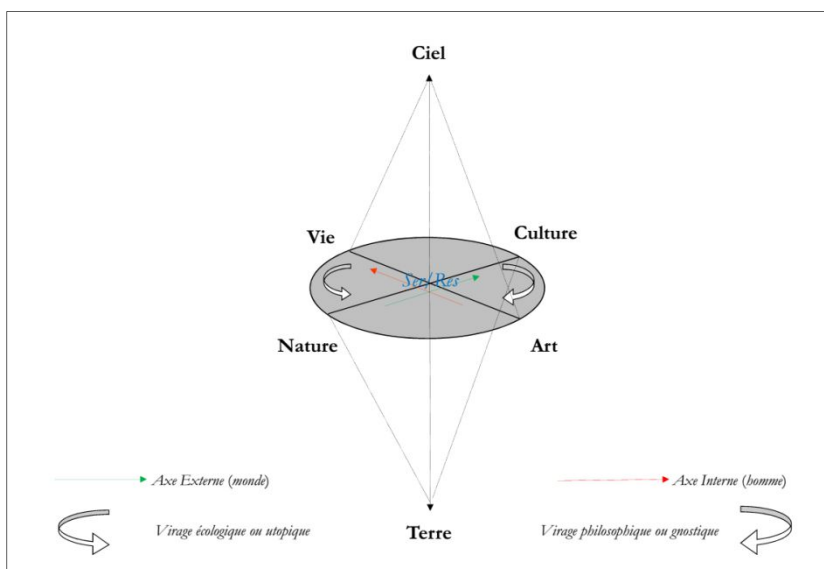 Ciel
Vie
Culture
Ser/Res
Nature
Art
Axe Externe (monde)
Axe Interne (homme)
Virage écologique ou utopique
Terre
Virage philosophique ou gnostique